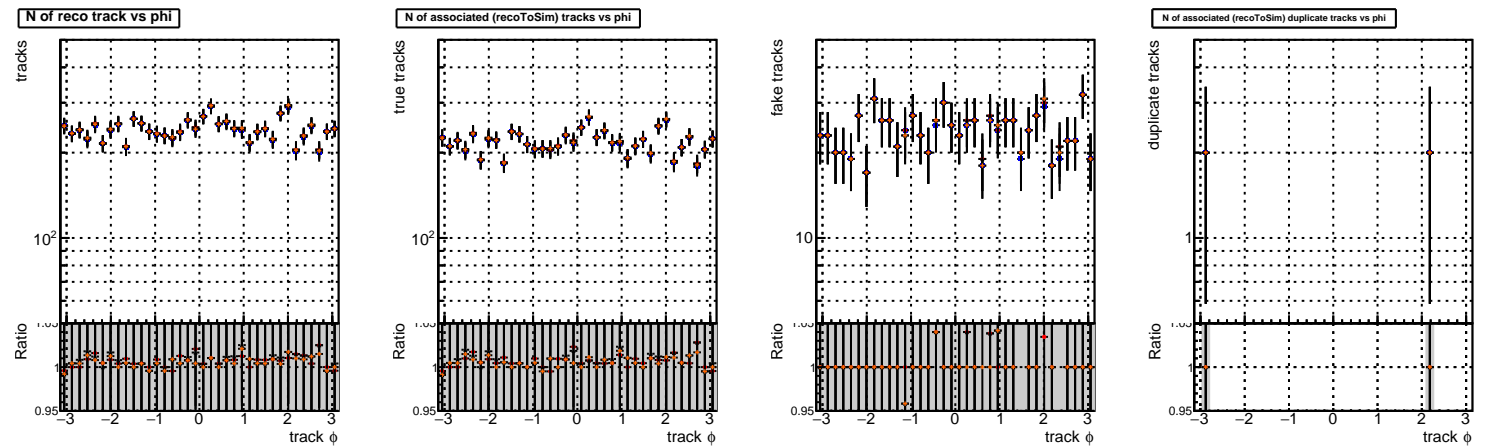 N of reco track vs phi
tracks
10²
Ratio
1
0.95
−3 −2 −1 0 1 2 3
track ϕ
N of associated (recoToSim) tracks vs phi
true tracks
10²
Ratio
1
0.95
−3 −2 −1 0 1 2 3
track ϕ
fake tracks
10
Ratio
1
0.95
−3 −2 −1 0 1 2 3
track ϕ
N of associated (recoToSim) duplicate tracks vs phi
duplicate tracks
1
Ratio
1
0.95
−3 −2 −1 0 1 2 3
track ϕ